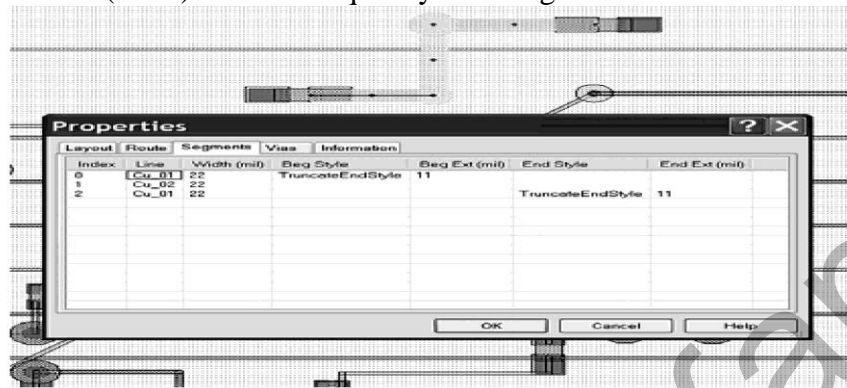 Properties
? X
Layout Route Segments Vias Information
Index Line Width (mil) Beg Style Beg Ext (mil) End Style End Ext (mil)
0 Cu_01 22 TruncateEndStyle 11
1 Cu_02 22
2 Cu_01 22 TruncateEndStyle 11
OK Cancel Help